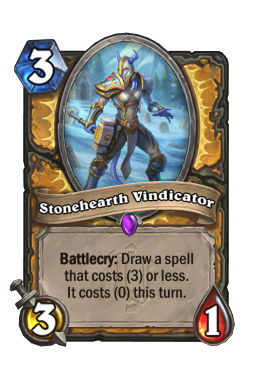 3
Stonehearth Vindicator
Battlecry: Draw a spell
that costs (3) or less.
It costs (0) this turn.
3
1